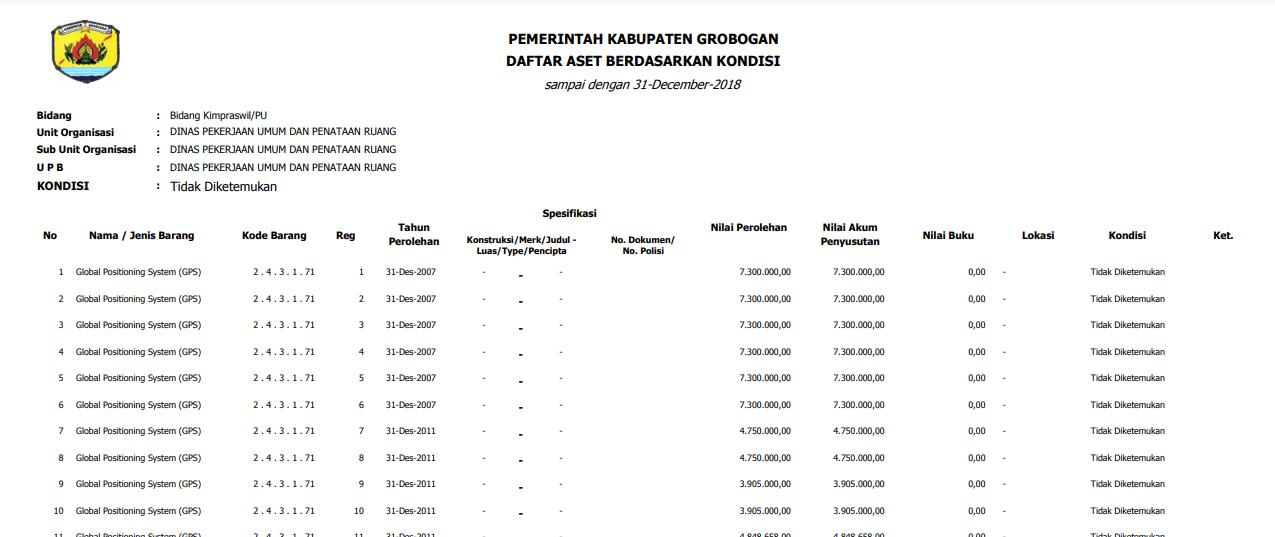 PEMERINTAH KABUPATEN GROBOGAN
DAFTAR ASET BERDASARKAN KONDISI
sampai dengan 31-December-2018
Bidang : Bidang Kimpraswil/PU
Unit Organisasi : DINAS PEKERJAAN UMUM DAN PENATAAN RUANG
Sub Unit Organisasi : DINAS PEKERJAAN UMUM DAN PENATAAN RUANG
U P B : DINAS PEKERJAAN UMUM DAN PENATAAN RUANG
KONDISI : Tidak Diketemukan
Spesifikasi
No Nama / Jenis Barang Kode Barang Reg Tahun Perolehan Konstruksi/Merk/Judul - Luas/Type/Pencipta No. Dokumen/ No. Polisi Nilai Perolehan Nilai Akum Penyusutan Nilai Buku Lokasi Kondisi Ket.
1 Global Positioning System (GPS) 2 . 4 . 3 . 1 . 71 1 31-Des-2007 - - - 7.300.000,00 7.300.000,00 0,00 - Tidak Diketemukan
2 Global Positioning System (GPS) 2 . 4 . 3 . 1 . 71 2 31-Des-2007 - - - 7.300.000,00 7.300.000,00 0,00 - Tidak Diketemukan
3 Global Positioning System (GPS) 2 . 4 . 3 . 1 . 71 3 31-Des-2007 - - - 7.300.000,00 7.300.000,00 0,00 - Tidak Diketemukan
4 Global Positioning System (GPS) 2 . 4 . 3 . 1 . 71 4 31-Des-2007 - - - 7.300.000,00 7.300.000,00 0,00 - Tidak Diketemukan
5 Global Positioning System (GPS) 2 . 4 . 3 . 1 . 71 5 31-Des-2007 - - - 7.300.000,00 7.300.000,00 0,00 - Tidak Diketemukan
6 Global Positioning System (GPS) 2 . 4 . 3 . 1 . 71 6 31-Des-2007 - - - 7.300.000,00 7.300.000,00 0,00 - Tidak Diketemukan
7 Global Positioning System (GPS) 2 . 4 . 3 . 1 . 71 7 31-Des-2011 - - - 4.750.000,00 4.750.000,00 0,00 - Tidak Diketemukan
8 Global Positioning System (GPS) 2 . 4 . 3 . 1 . 71 8 31-Des-2011 - - - 4.750.000,00 4.750.000,00 0,00 - Tidak Diketemukan
9 Global Positioning System (GPS) 2 . 4 . 3 . 1 . 71 9 31-Des-2011 - - - 3.905.000,00 3.905.000,00 0,00 - Tidak Diketemukan
10 Global Positioning System (GPS) 2 . 4 . 3 . 1 . 71 10 31-Des-2011 - - - 3.905.000,00 3.905.000,00 0,00 - Tidak Diketemukan
11 Global Positioning System (GPS) 2 . 4 . 3 . 1 . 71 11 31-Des-2011 4.848.658,00 4.848.658,00 0,00 Tidak Diketemukan